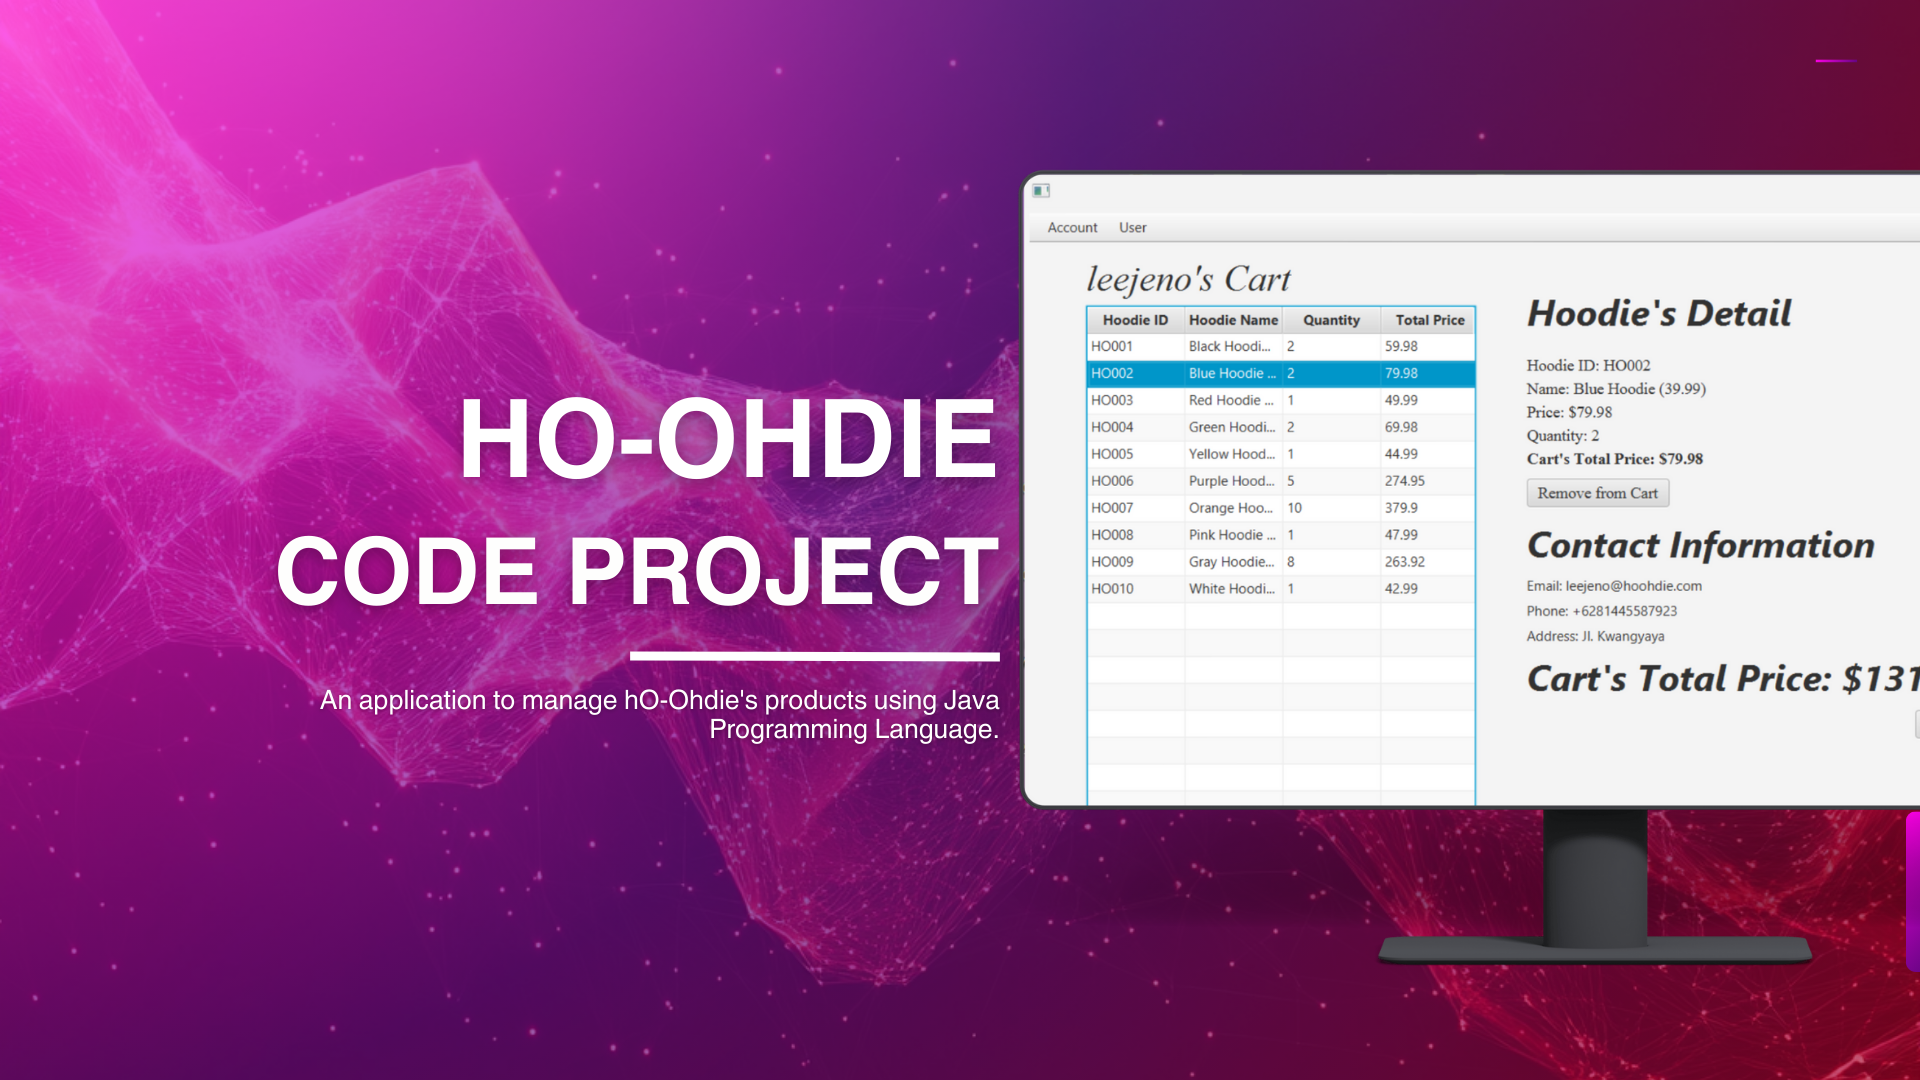 HO-OHDIE
CODE PROJECT
An application to manage hO-Ohdie's products using Java
Programming Language.
Account User
leejeno's Cart
Hoodie ID Hoodie Name Quantity Total Price
HO001 Black Hoodi... 2 59.98
HO002 Blue Hoodie ... 2 79.98
HO003 Red Hoodie ... 1 49.99
HO004 Green Hoodi... 2 69.98
HO005 Yellow Hood... 1 44.99
HO006 Purple Hood... 5 274.95
HO007 Orange Hoo... 10 379.9
HO008 Pink Hoodie ... 1 47.99
HO009 Gray Hoodie... 8 263.92
HO010 White Hoodi... 1 42.99
Hoodie's Detail
Hoodie ID: HO002
Name: Blue Hoodie (39.99)
Price: $79.98
Quantity: 2
Cart's Total Price: $79.98
Remove from Cart
Contact Information
Email: leejeno@hoohdie.com
Phone: +6281445587923
Address: Jl. Kwangyaya
Cart's Total Price: $131